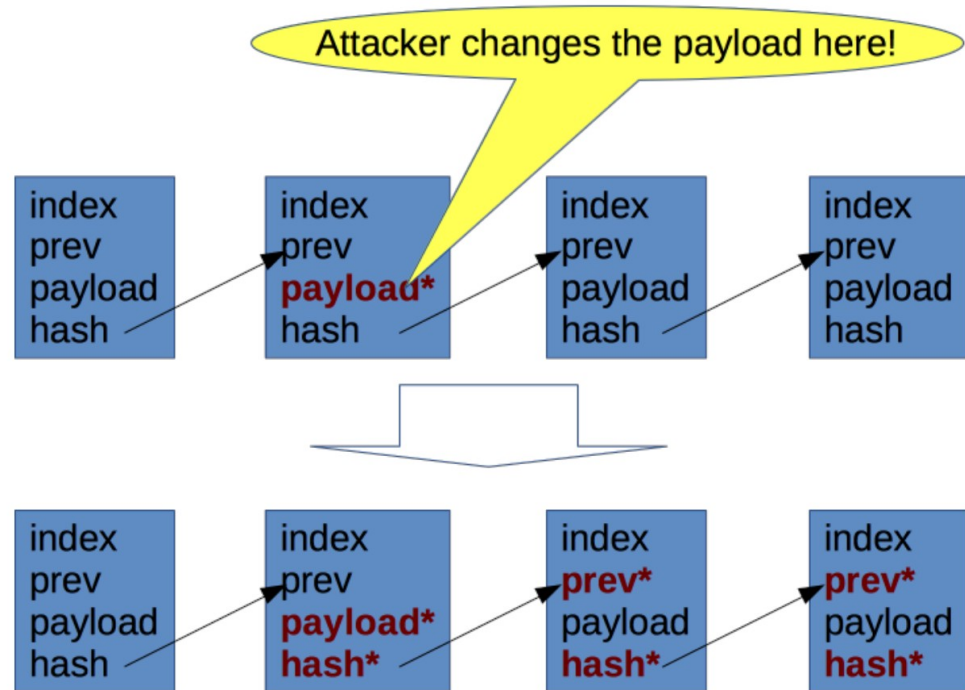 Attacker changes the payload here!
index
prev
payload
hash
index
prev
payload*
hash
index
prev
payload
hash
index
prev
payload
hash
index
prev
payload
hash
index
prev
payload*
hash*
index
prev*
payload
hash*
index
prev*
payload
hash*